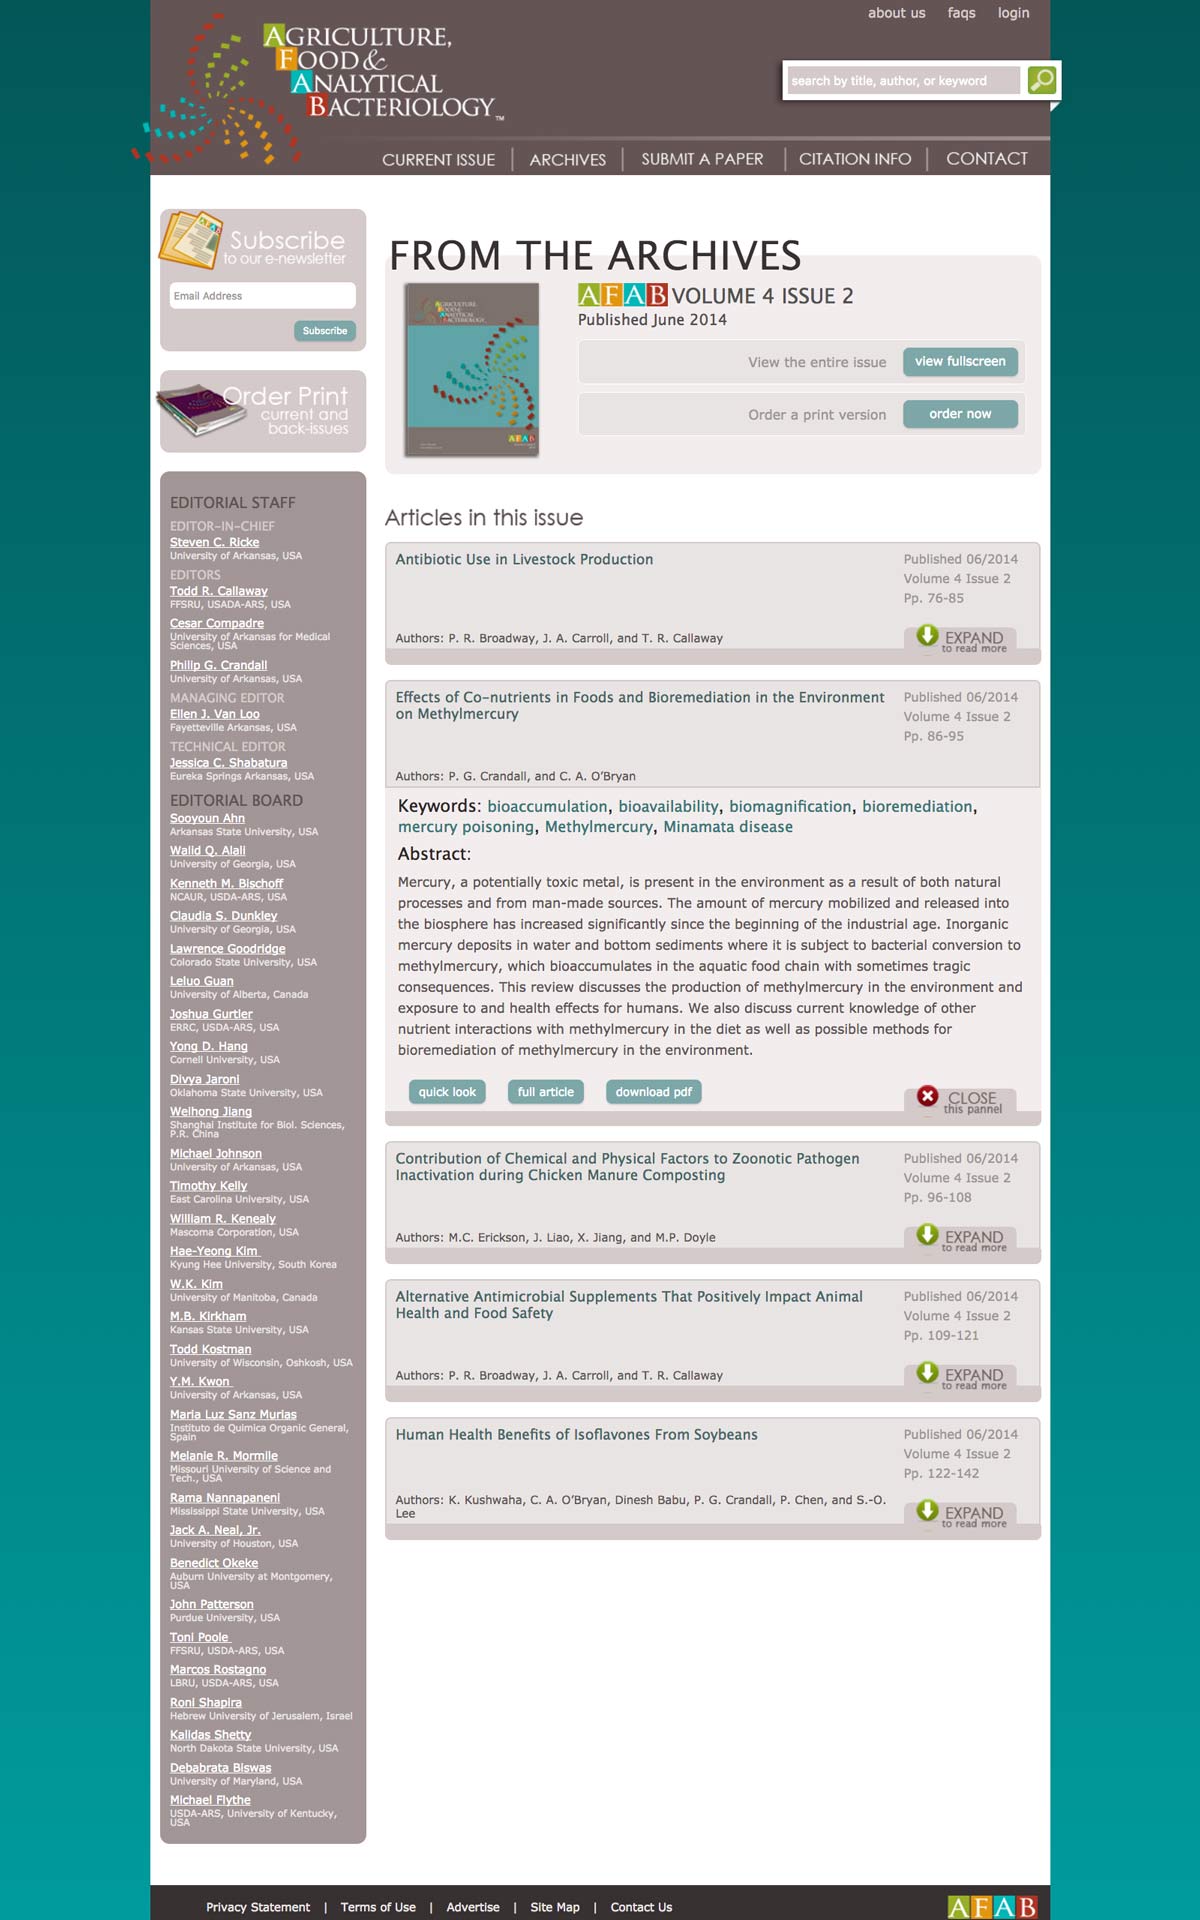 about us faqs login
AGRICULTURE,
FOOD &
ANALYTICAL
BACTERIOLOGY™
search by title, author, or keyword
CURRENT ISSUE | ARCHIVES | SUBMIT A PAPER | CITATION INFO | CONTACT
Subscribe
to our e-newsletter
Email Address
Subscribe
Order Print
current and
back-issues
EDITORIAL STAFF
EDITOR-IN-CHIEF
Steven C. Ricke
University of Arkansas, USA
EDITORS
Todd R. Callaway
FFSRU, USADA-ARS, USA
Cesar Compadre
University of Arkansas for Medical
Sciences, USA
Philip G. Crandall
University of Arkansas, USA
MANAGING EDITOR
Ellen J. Van Loo
Fayetteville Arkansas, USA
TECHNICAL EDITOR
Jessica C. Shabatura
Eureka Springs Arkansas, USA
EDITORIAL BOARD
Sooyoun Ahn
Arkansas State University, USA
Walid Q. Alali
University of Georgia, USA
Kenneth M. Bischoff
NCAUR, USDA-ARS, USA
Claudia S. Dunkley
University of Georgia, USA
Lawrence Goodridge
Colorado State University, USA
Leluo Guan
University of Alberta, Canada
Joshua Gurtler
ERRC, USDA-ARS, USA
Yong D. Hang
Cornell University, USA
Divya Jaroni
Oklahoma State University, USA
Weihong Jiang
Shanghai Institute for Biol. Sciences,
P.R. China
Michael Johnson
University of Arkansas, USA
Timothy Kelly
East Carolina University, USA
William R. Kenealy
Mascoma Corporation, USA
Hae-Yeong Kim
Kyung Hee University, South Korea
W.K. Kim
University of Manitoba, Canada
M.B. Kirkham
Kansas State University, USA
Todd Kostman
University of Wisconsin, Oshkosh, USA
Y.M. Kwon
University of Arkansas, USA
Maria Luz Sanz Murias
Instituto de Quimica Organic General,
Spain
Melanie R. Mormile
Missouri University of Science and
Tech., USA
Rama Nannapaneni
Mississippi State University, USA
Jack A. Neal, Jr.
University of Houston, USA
Benedict Okeke
Auburn University at Montgomery,
USA
John Patterson
Purdue University, USA
Toni Poole
FFSRU, USDA-ARS, USA
Marcos Rostagno
LBRU, USDA-ARS, USA
Roni Shapira
Hebrew University of Jerusalem, Israel
Kalidas Shetty
North Dakota State University, USA
Debabrata Biswas
University of Maryland, USA
Michael Flythe
USDA-ARS, University of Kentucky,
USA
FROM THE ARCHIVES
AGRICULTURE,
FOOD &
ANALYTICAL
BACTERIOLOGY
AFAB
AFAB VOLUME 4 ISSUE 2
Published June 2014
View the entire issue view fullscreen
Order a print version order now
Articles in this issue
Antibiotic Use in Livestock Production
Published 06/2014
Volume 4 Issue 2
Pp. 76-85
Authors: P. R. Broadway, J. A. Carroll, and T. R. Callaway
EXPAND
to read more
Effects of Co-nutrients in Foods and Bioremediation in the Environment
on Methylmercury
Published 06/2014
Volume 4 Issue 2
Pp. 86-95
Authors: P. G. Crandall, and C. A. O'Bryan
Keywords: bioaccumulation, bioavailability, biomagnification, bioremediation,
mercury poisoning, Methylmercury, Minamata disease
Abstract:
Mercury, a potentially toxic metal, is present in the environment as a result of both natural
processes and from man-made sources. The amount of mercury mobilized and released into
the biosphere has increased significantly since the beginning of the industrial age. Inorganic
mercury deposits in water and bottom sediments where it is subject to bacterial conversion to
methylmercury, which bioaccumulates in the aquatic food chain with sometimes tragic
consequences. This review discusses the production of methylmercury in the environment and
exposure to and health effects for humans. We also discuss current knowledge of other
nutrient interactions with methylmercury in the diet as well as possible methods for
bioremediation of methylmercury in the environment.
quick look full article download pdf
CLOSE
this pannel
Contribution of Chemical and Physical Factors to Zoonotic Pathogen
Inactivation during Chicken Manure Composting
Published 06/2014
Volume 4 Issue 2
Pp. 96-108
Authors: M.C. Erickson, J. Liao, X. Jiang, and M.P. Doyle
EXPAND
to read more
Alternative Antimicrobial Supplements That Positively Impact Animal
Health and Food Safety
Published 06/2014
Volume 4 Issue 2
Pp. 109-121
Authors: P. R. Broadway, J. A. Carroll, and T. R. Callaway
EXPAND
to read more
Human Health Benefits of Isoflavones From Soybeans
Published 06/2014
Volume 4 Issue 2
Pp. 122-142
Authors: K. Kushwaha, C. A. O'Bryan, Dinesh Babu, P. G. Crandall, P. Chen, and S.-O.
Lee
EXPAND
to read more
Privacy Statement | Terms of Use | Advertise | Site Map | Contact Us
AFAB